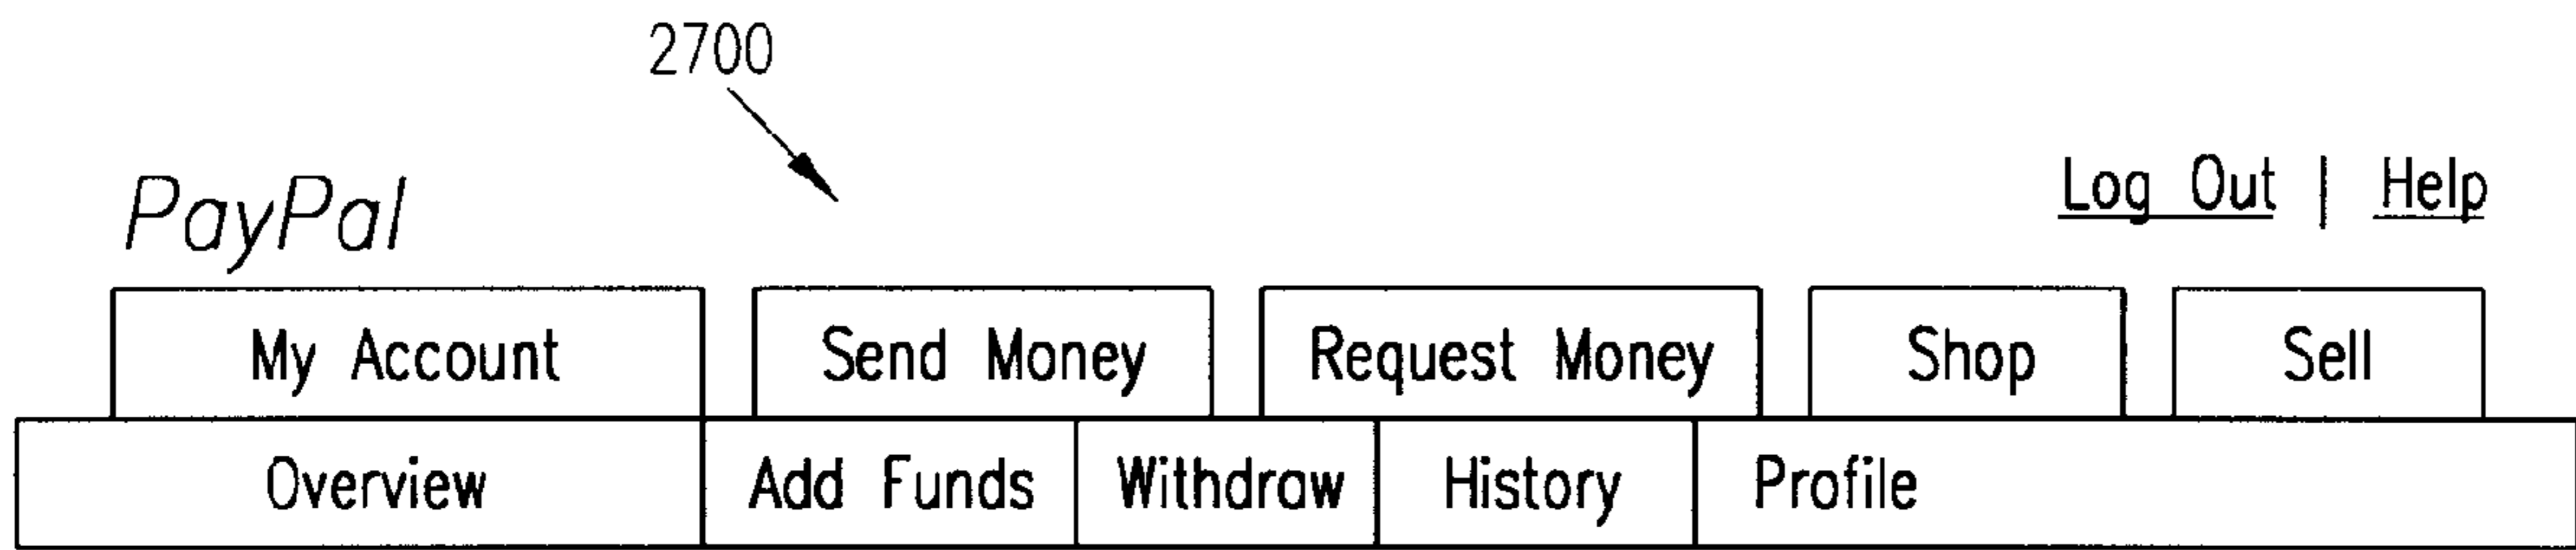 2700
PayPal
Log Out | Help
My Account Send Money Request Money Shop Sell
Overview Add Funds Withdraw History Profile